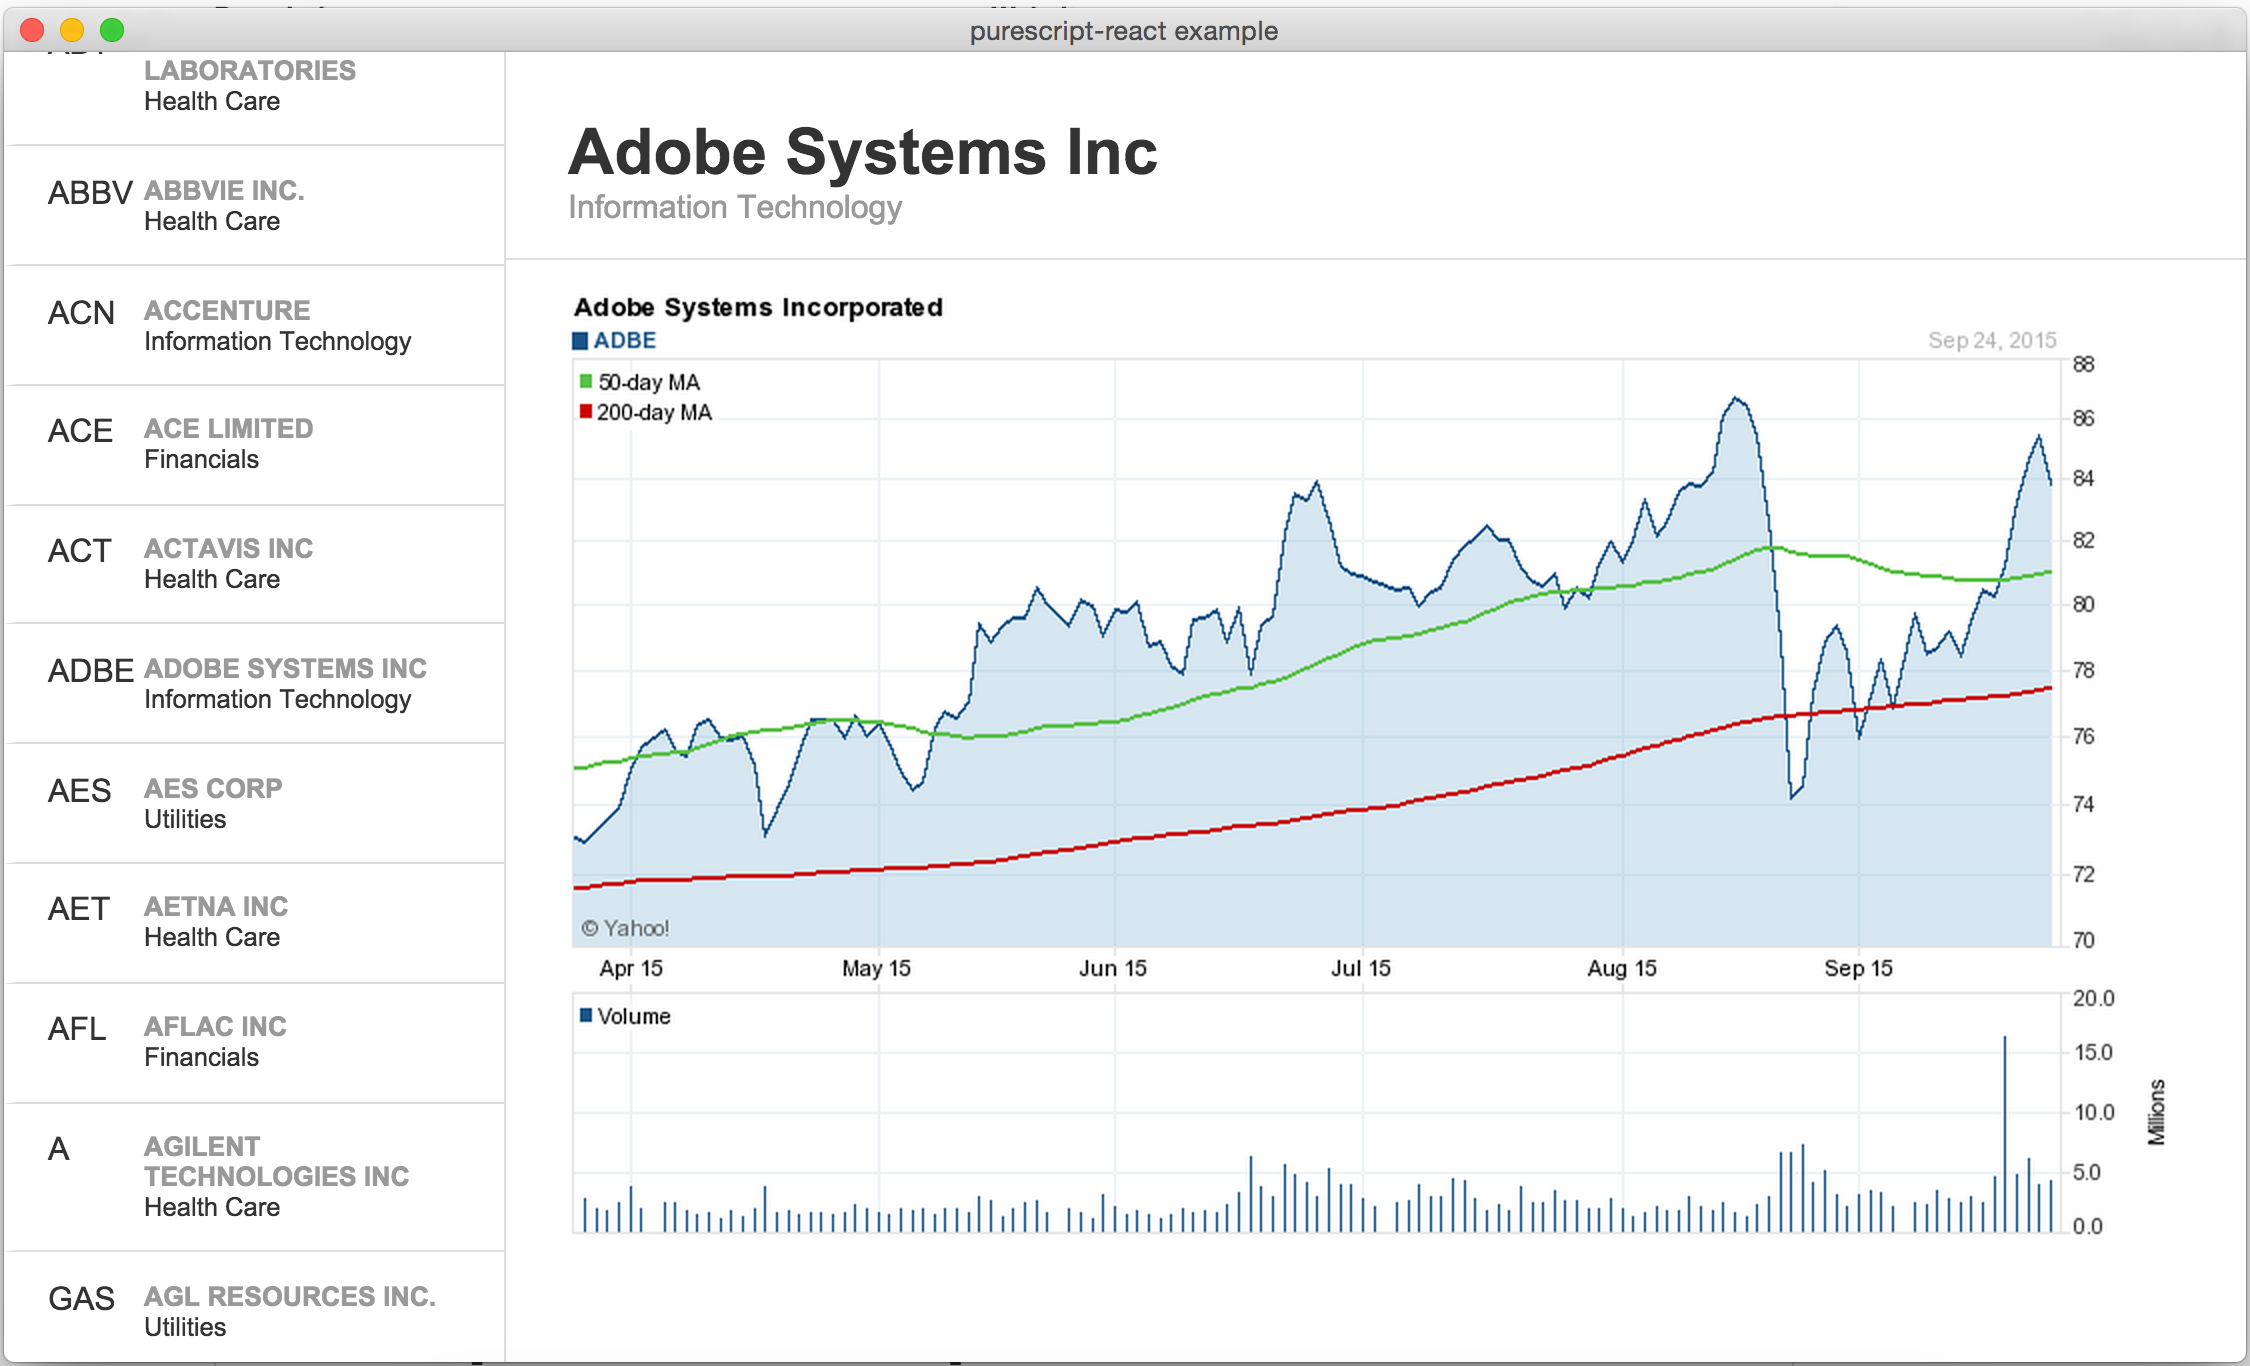 purescript-react example
LABORATORIES
Health Care
ABBV ABBVIE INC.
Health Care
ACN ACCENTURE
Information Technology
ACE ACE LIMITED
Financials
ACT ACTAVIS INC
Health Care
ADBE ADOBE SYSTEMS INC
Information Technology
AES AES CORP
Utilities
AET AETNA INC
Health Care
AFL AFLAC INC
Financials
A AGILENT
TECHNOLOGIES INC
Health Care
GAS AGL RESOURCES INC.
Utilities
Adobe Systems Inc
Information Technology
Adobe Systems Incorporated
ADBE
Sep 24, 2015
50-day MA
200-day MA
88
86
84
82
80
78
76
74
72
70
© Yahoo!
Apr 15 May 15 Jun 15 Jul 15 Aug 15 Sep 15
Volume
20.0
15.0
10.0
5.0
0.0
Millions